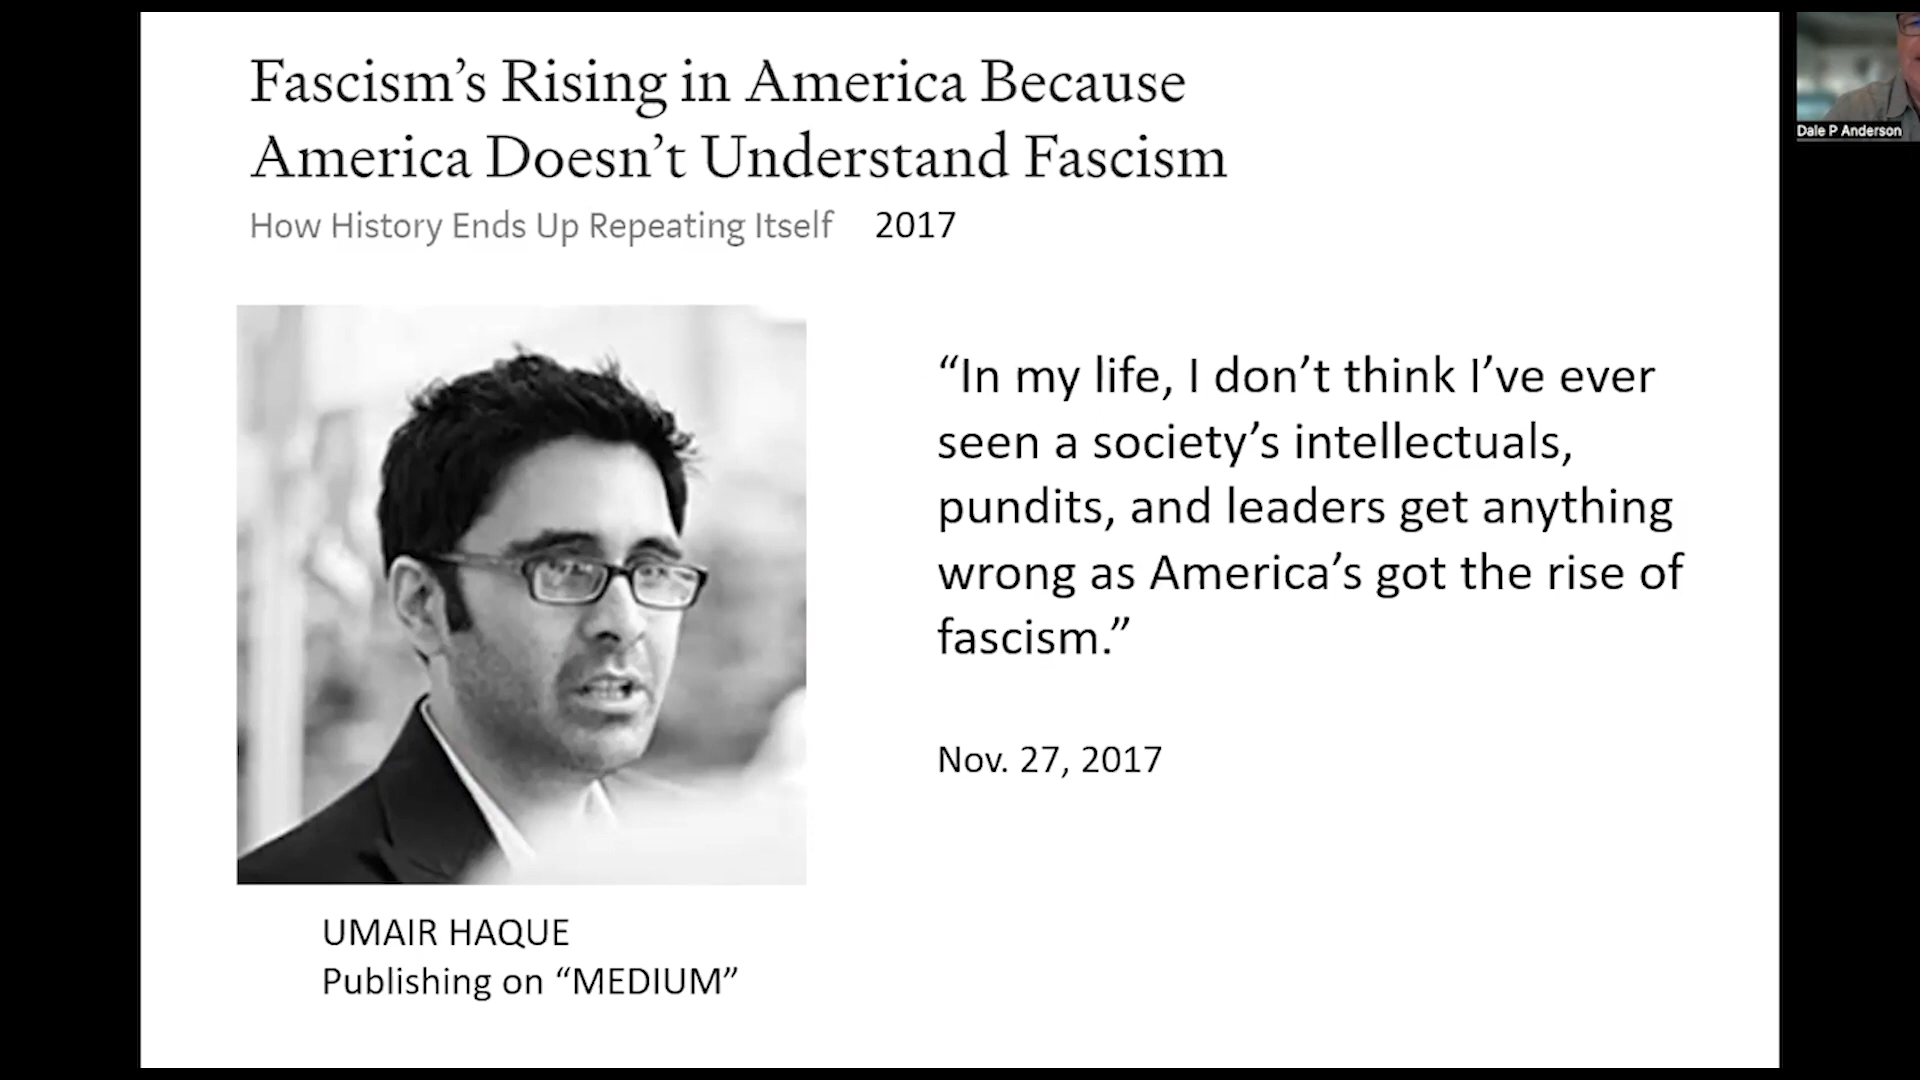 Fascism’s Rising in America Because
America Doesn’t Understand Fascism
How History Ends Up Repeating Itself 2017
“In my life, I don’t think I’ve ever
seen a society’s intellectuals,
pundits, and leaders get anything
wrong as America’s got the rise of
fascism.”
Nov. 27, 2017
UMAIR HAQUE
Publishing on “MEDIUM”
Dale P Anderson